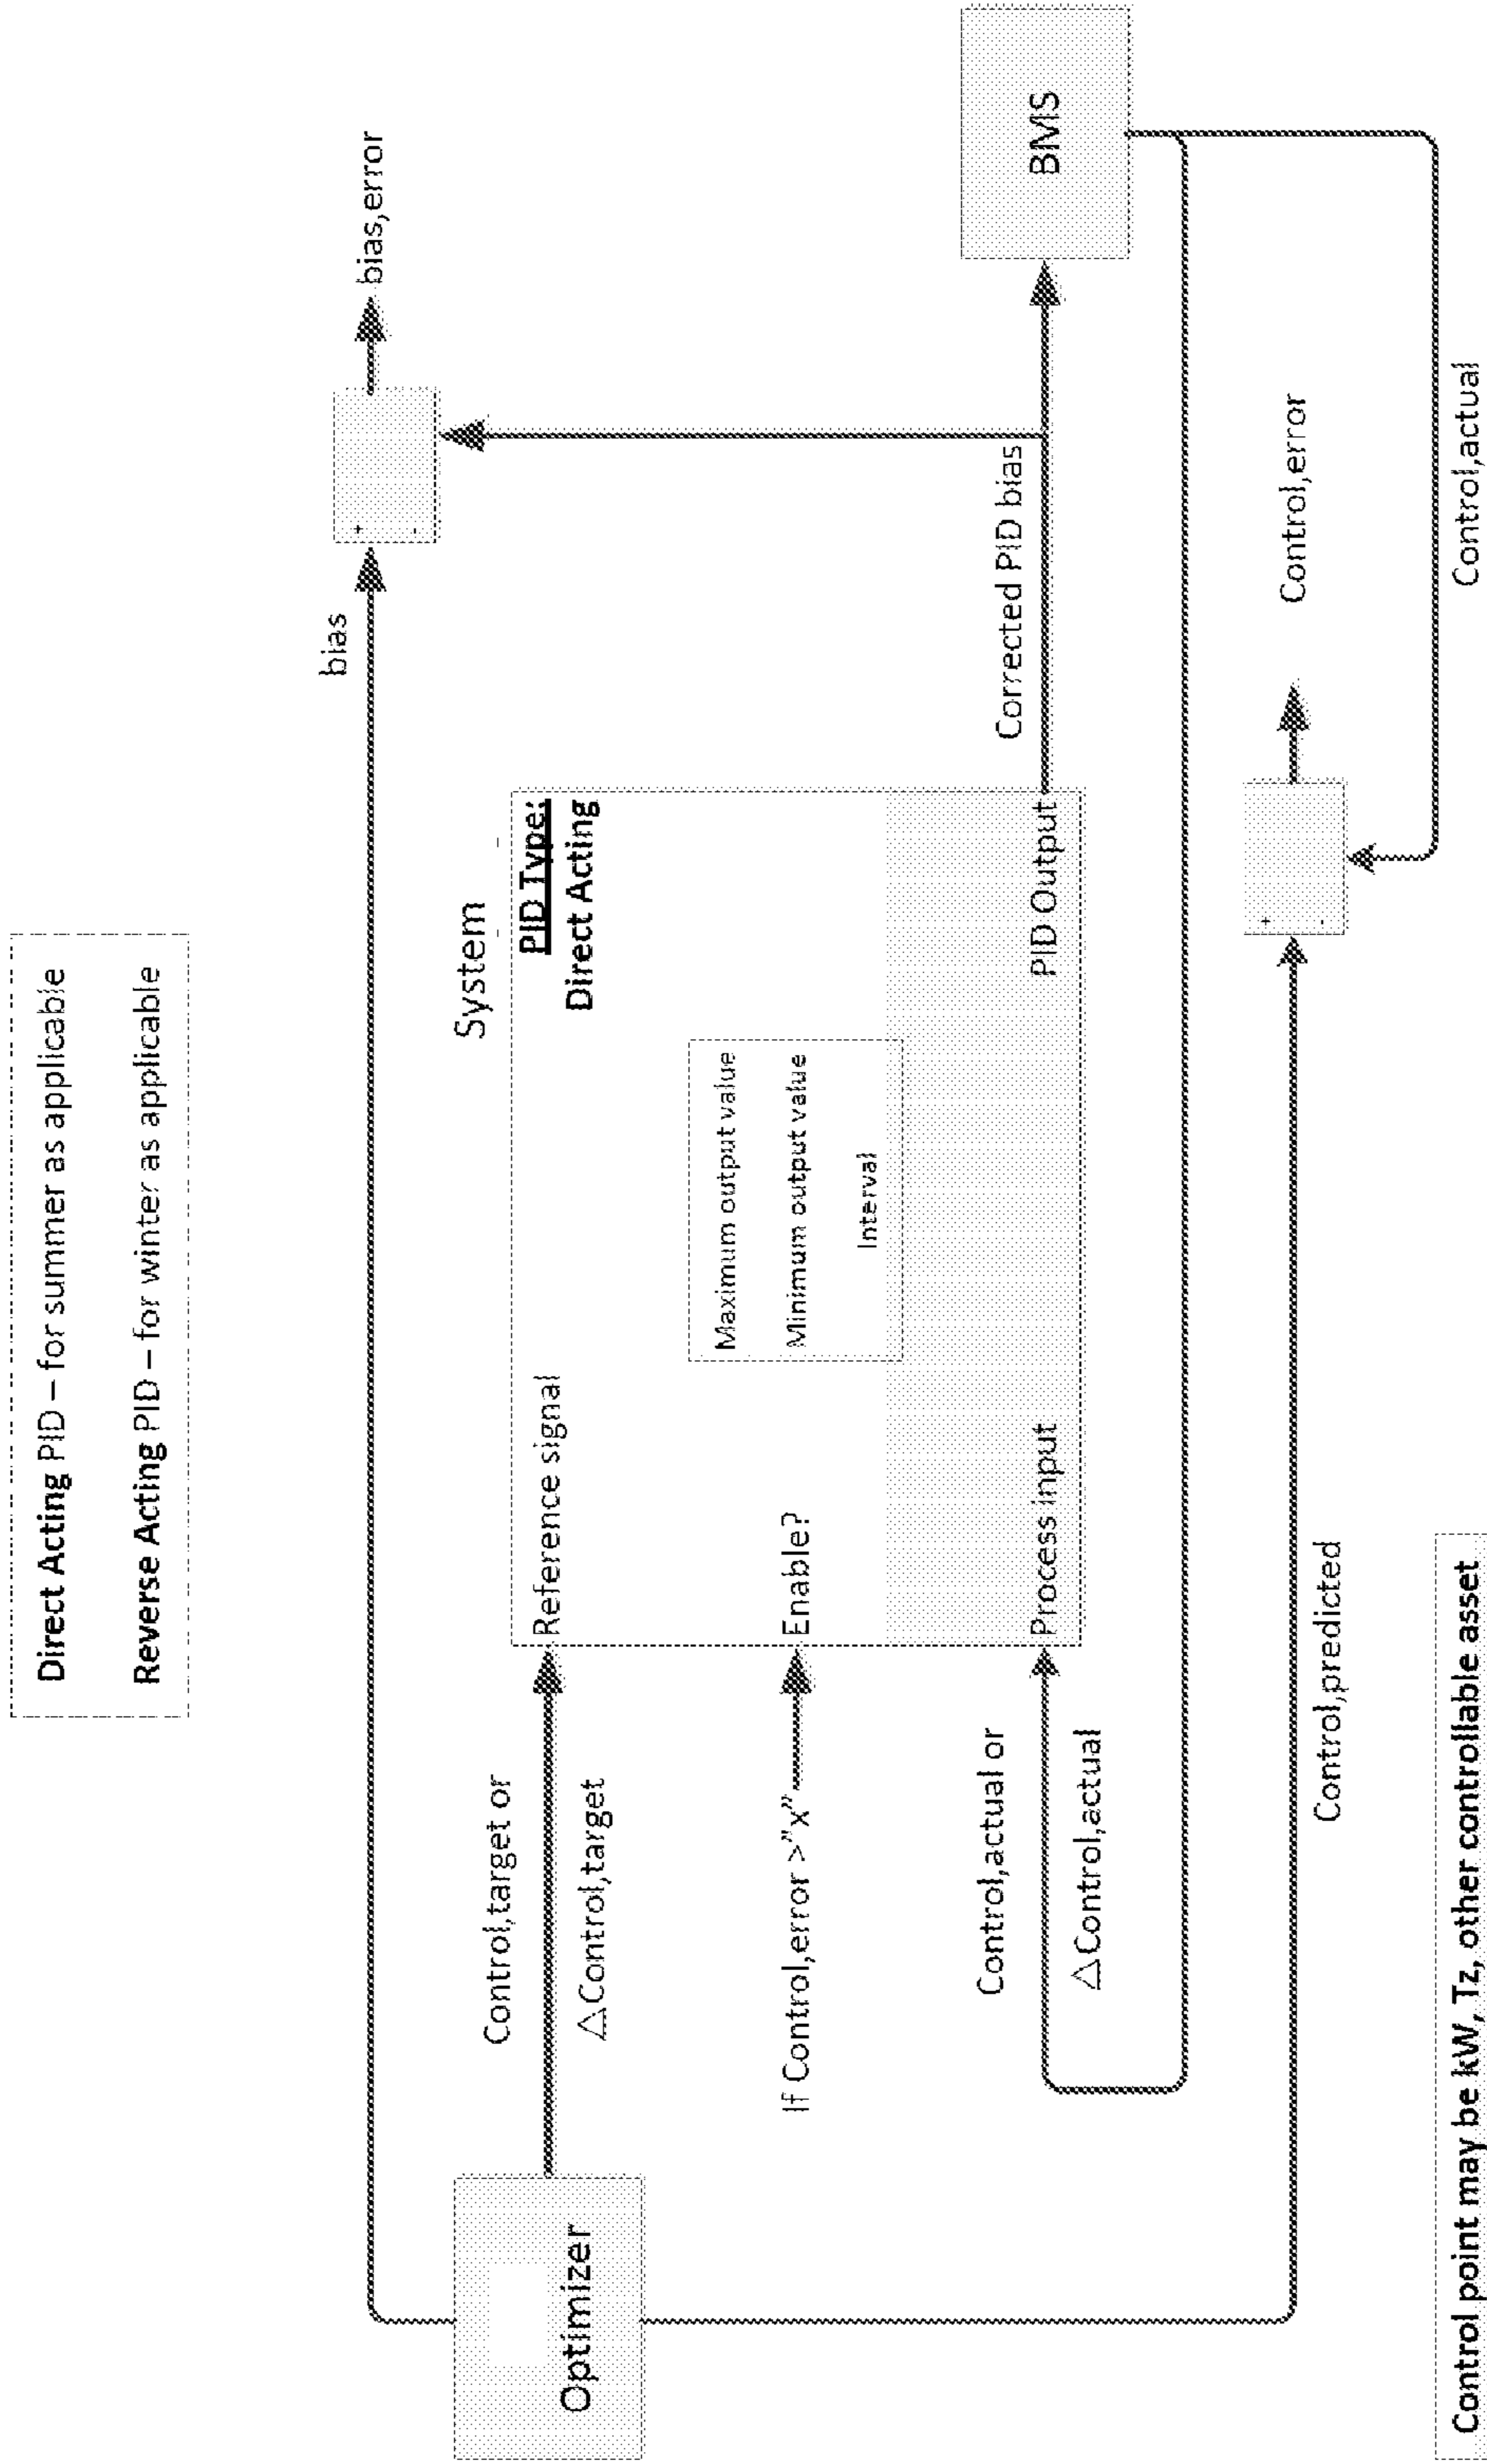 Direct Acting PID – for summer as applicable
Reverse Acting PID – for winter as applicable
bias
bias,error
+
-
System
PID Type:
Direct Acting
Optimizer
Control,target or
△Control,target
Reference signal
If Control,error >"x"
Enable?
Maximum output value
Minimum output value
Interval
Control,actual or
△Control,actual
Process input
PID Output
Corrected PID bias
BMS
Control,predicted
+
-
Control,error
Control,actual
Control point may be kW, Tz, other controllable asset